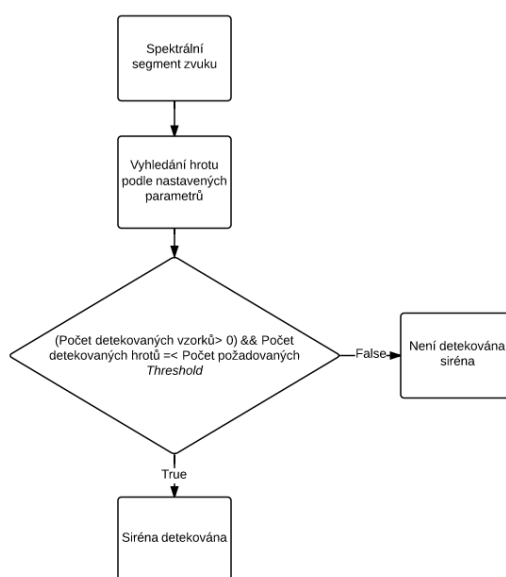 Spektrální
segment zvuku
Vyhledání hrotu
podle nastavených
parametrů
(Počet detekovaných vzorků> 0) && Počet
detekovaných hrotů =< Počet požadovaných
Threshold
False
Není detekována
siréna
True
Siréna detekována